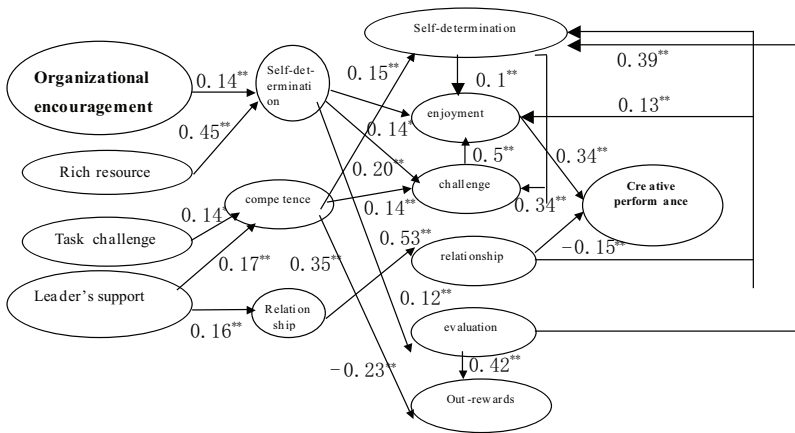 Self-determination
0.39**
Organizational
encouragement
0.14**
Self-det-
erminati
on
0.15**
0.1**
enjoyment
0.13**
0.45**
0.14*
0.5**
0.34**
Rich resource
0.20**
challenge
Creative
perform ance
compe tence
0.14**
0.34**
Task challenge
0.14*
0.53**
-0.15**
relationship
0.17**
0.35**
Leader's support
Relation
ship
0.12**
evaluation
0.16**
-0.23**
0.42**
Out-rewards